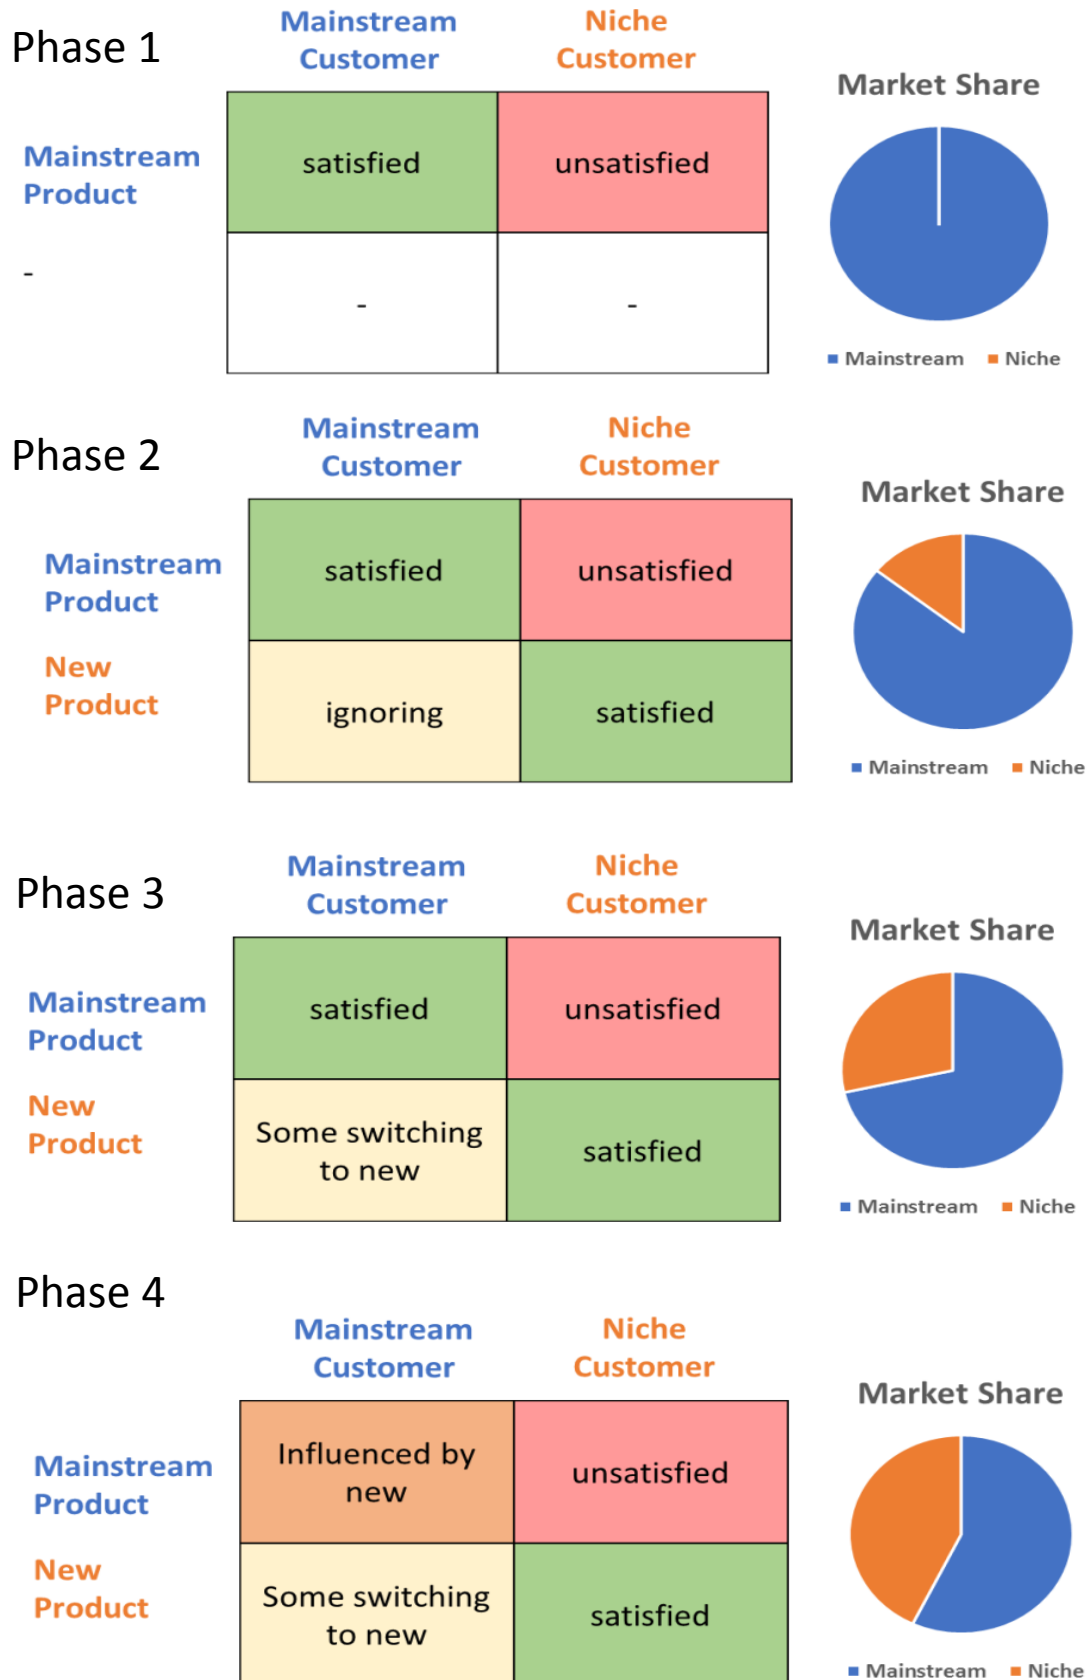 Phase 1
Mainstream
Customer
Niche
Customer
Market Share
Mainstream
Product
satisfied
unsatisfied
-
-
-
Mainstream
Niche
Phase 2
Mainstream
Customer
Niche
Customer
Market Share
Mainstream
Product
satisfied
unsatisfied
New
Product
ignoring
satisfied
Mainstream
Niche
Phase 3
Mainstream
Customer
Niche
Customer
Market Share
Mainstream
Product
satisfied
unsatisfied
New
Product
Some switching
to new
satisfied
Mainstream
Niche
Phase 4
Mainstream
Customer
Niche
Customer
Market Share
Mainstream
Product
Influenced by
new
unsatisfied
New
Product
Some switching
to new
satisfied
Mainstream
Niche